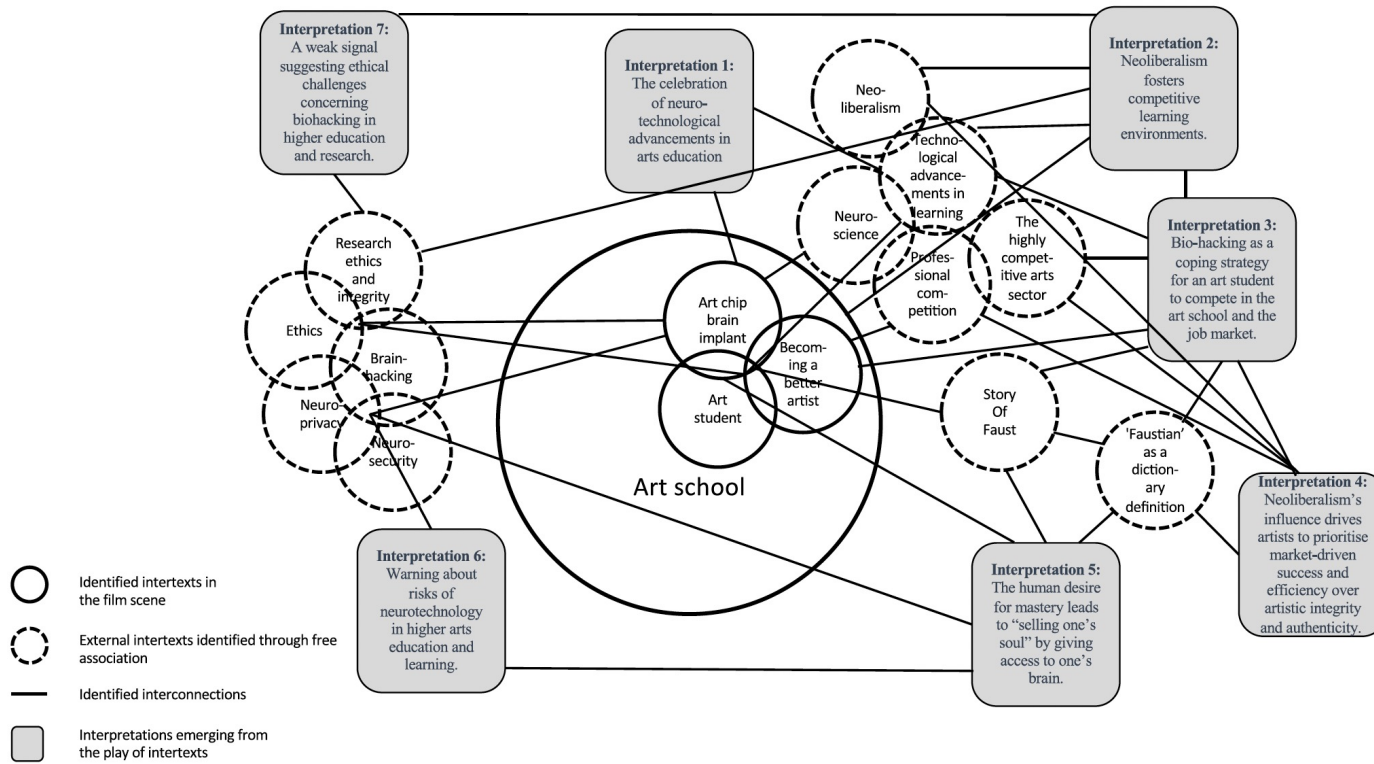 Interpretation 7:
A weak signal
suggesting ethical
challenges
concerning
biohacking in
higher education
and research.
Interpretation 1:
The celebration
of neuro-
technological
advancements in
arts education
Interpretation 2:
Neoliberalism
fosters
competitive
learning
environments.
Neo-
liberalism
Techno-
logical
advance-
ments in
learning
Neuro-
science
Profes-
sional
com-
petition
The
highly
compet-
itive arts
sector
Interpretation 3:
Bio-hacking as a
coping strategy
for an art student
to compete in the
art school and the
job market.
Research
ethics
and
integrity
Ethics
Brain-
hacking
Neuro-
privacy
Neuro-
security
Art chip
brain
implant
Becom-
ing a
better
artist
Art
student
Art school
Story
Of
Faust
'Faustian’
as a
diction-
ary
definition
Interpretation 4:
Neoliberalism’s
influence drives
artists to prioritise
market-driven
success and
efficiency over
artistic integrity
and authenticity.
Interpretation 6:
Warning about
risks of
neurotechnology
in higher arts
education and
learning.
Interpretation 5:
The human desire
for mastery leads
to “selling one’s
soul” by giving
access to one’s
brain.
Identified intertexts in
the film scene
External intertexts identified through free
association
Identified interconnections
Interpretations emerging from
the play of intertexts